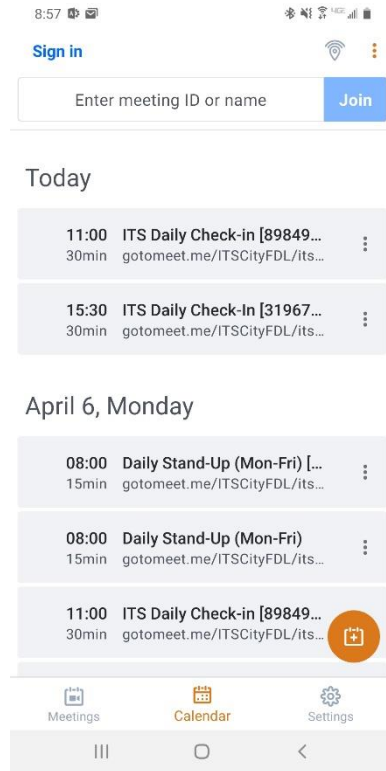 8:57
Sign in
Enter meeting ID or name Join
Today
11:00 ITS Daily Check-in [89849...
30min gotomeet.me/ITSCityFDL/its...
15:30 ITS Daily Check-In [31967...
30min gotomeet.me/ITSCityFDL/its...
April 6, Monday
08:00 Daily Stand-Up (Mon-Fri) [...
15min gotomeet.me/ITSCityFDL/its...
08:00 Daily Stand-Up (Mon-Fri)
15min gotomeet.me/ITSCityFDL/its...
11:00 ITS Daily Check-in [89849...
30min gotomeet.me/ITSCityFDL/its...
Meetings Calendar Settings